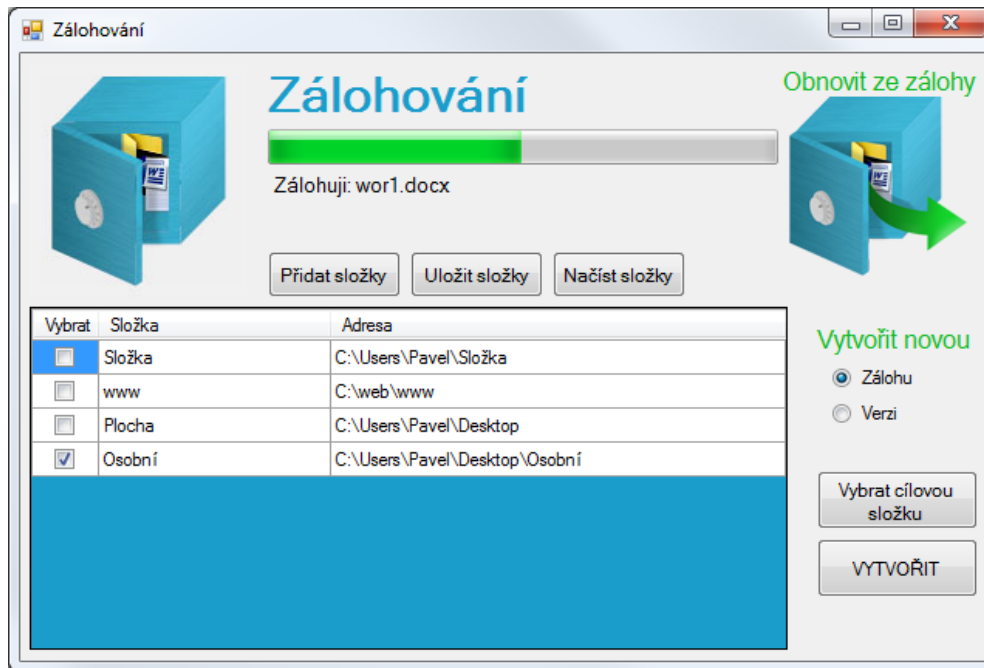 Zálohování
Zálohování
Obnovit ze zálohy
Zálohuji: wor1.docx
Přidat složky Uložit složky Načíst složky
Vybrat Složka Adresa
Složka C:\Users\Pavel\Složka
www C:\web\www
Plocha C:\Users\Pavel\Desktop
Osobní C:\Users\Pavel\Desktop\Osobní
Vytvořit novou
Zálohu
Verzi
Vybrat cílovou
složku
VYTVOŘIT